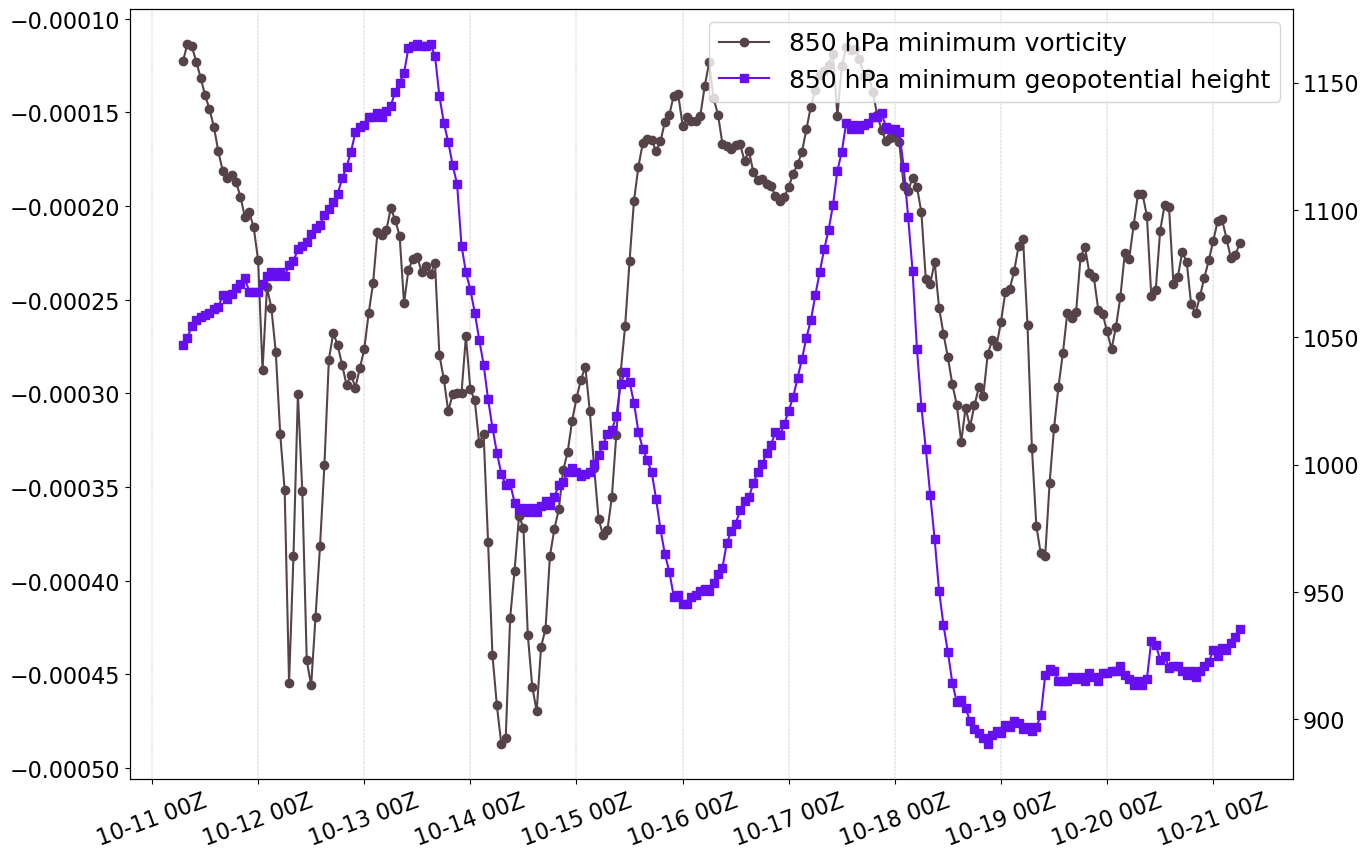 850 hPa minimum vorticity
850 hPa minimum geopotential height
−0.00010
−0.00015
−0.00020
−0.00025
−0.00030
−0.00035
−0.00040
−0.00045
−0.00050
1150
1100
1050
1000
950
900
10-11 00Z
10-12 00Z
10-13 00Z
10-14 00Z
10-15 00Z
10-16 00Z
10-17 00Z
10-18 00Z
10-19 00Z
10-20 00Z
10-21 00Z